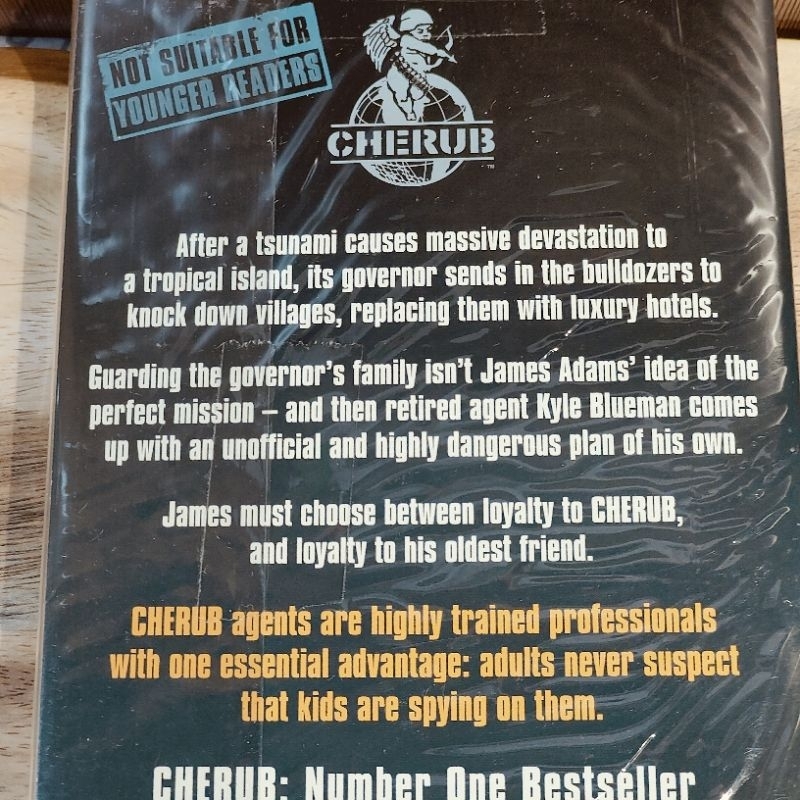 NOT SUITABLE FOR
YOUNGER READERS
CHERUB
™
After a tsunami causes massive devastation to
a tropical island, its governor sends in the bulldozers to
knock down villages, replacing them with luxury hotels.
Guarding the governor's family isn't James Adams' idea of the
perfect mission – and then retired agent Kyle Blueman comes
up with an unofficial and highly dangerous plan of his own.
James must choose between loyalty to CHERUB,
and loyalty to his oldest friend.
CHERUB agents are highly trained professionals
with one essential advantage: adults never suspect
that kids are spying on them.
CHERUB: Number One Bestseller